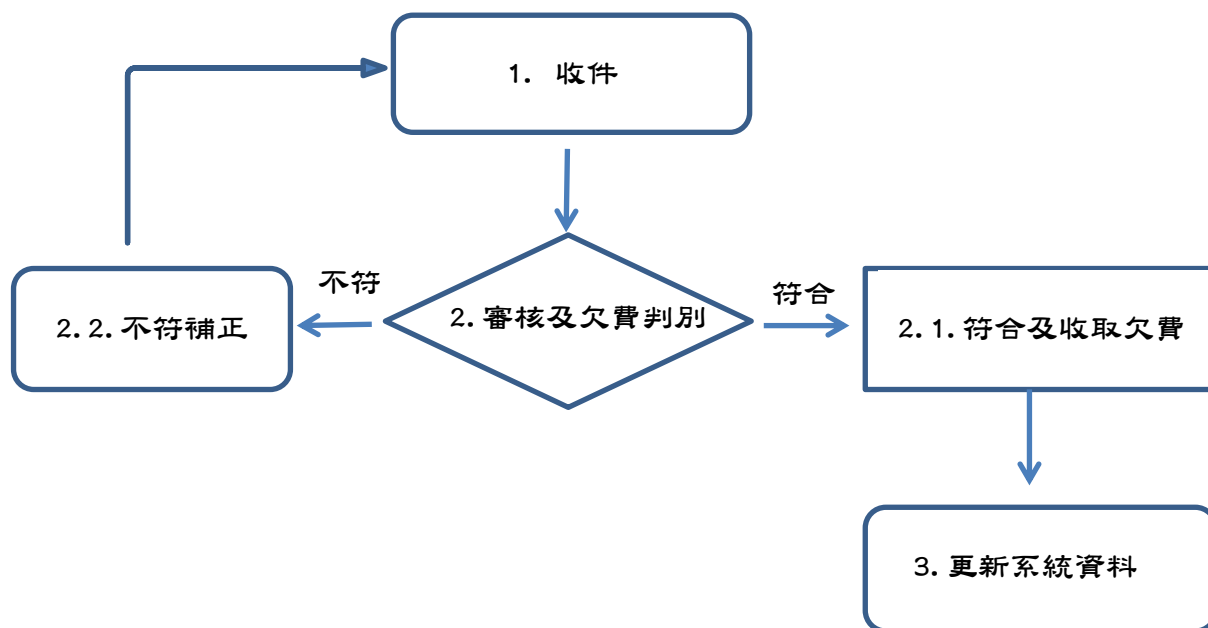 1. 收件
不符
符合
2.2.不符補正
2.審核及欠費判別
2.1.符合及收取欠費
3.更新系統資料